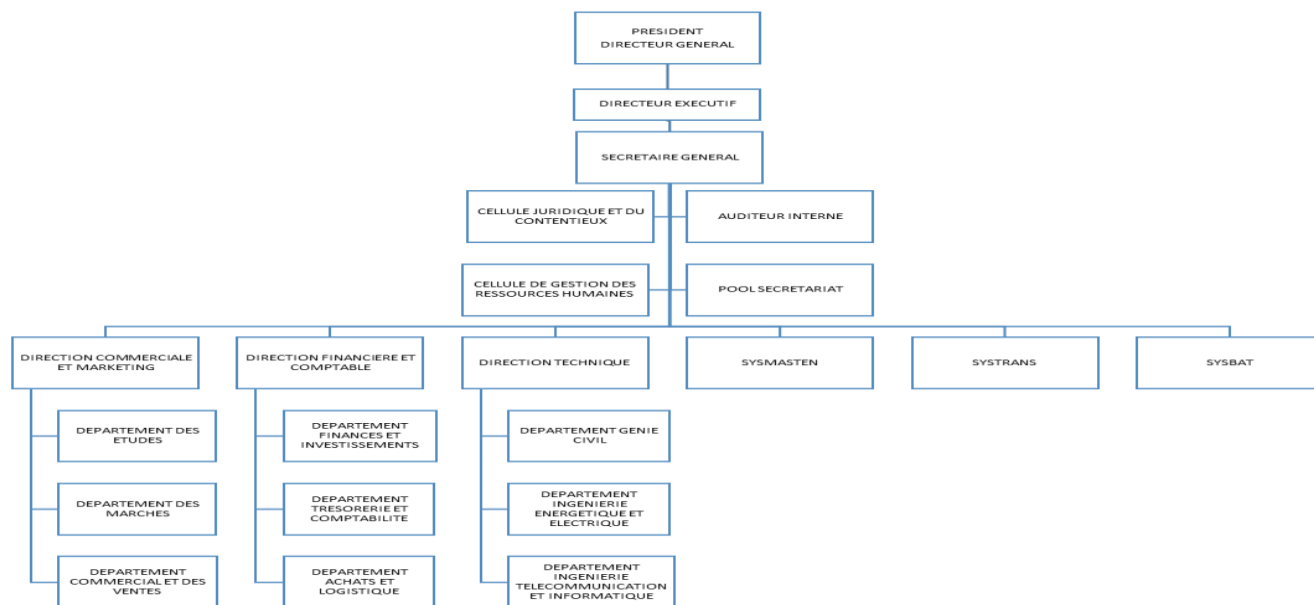 PRESIDENT
DIRECTEUR GENERAL
DIRECTEUR EXECUTIF
SECRETAIRE GENERAL
CELLULE JURIDIQUE ET DU
CONTENTIEUX
AUDITEUR INTERNE
CELLULE DE GESTION DES
RESSOURCES HUMAINES
POOL SECRETARIAT
DIRECTION COMMERCIALE
ET MARKETING
DIRECTION FINANCIERE ET
COMPTABLE
DIRECTION TECHNIQUE
SYSMASTEN
SYSTRANS
SYSBAT
DEPARTEMENT DES
ETUDES
DEPARTEMENT
FINANCES ET
INVESTISSEMENTS
DEPARTEMENT GENIE
CIVIL
DEPARTEMENT DES
MARCHES
DEPARTEMENT
TRESORERIE ET
COMPTABILITE
DEPARTEMENT
INGENIERIE
ENERGETIQUE ET
ELECTRIQUE
DEPARTEMENT
COMMERCIAL ET DES
VENTES
DEPARTEMENT
ACHATS ET
LOGISTIQUE
DEPARTEMENT
INGENIERIE
TELECOMMUNICATION
ET INFORMATIQUE